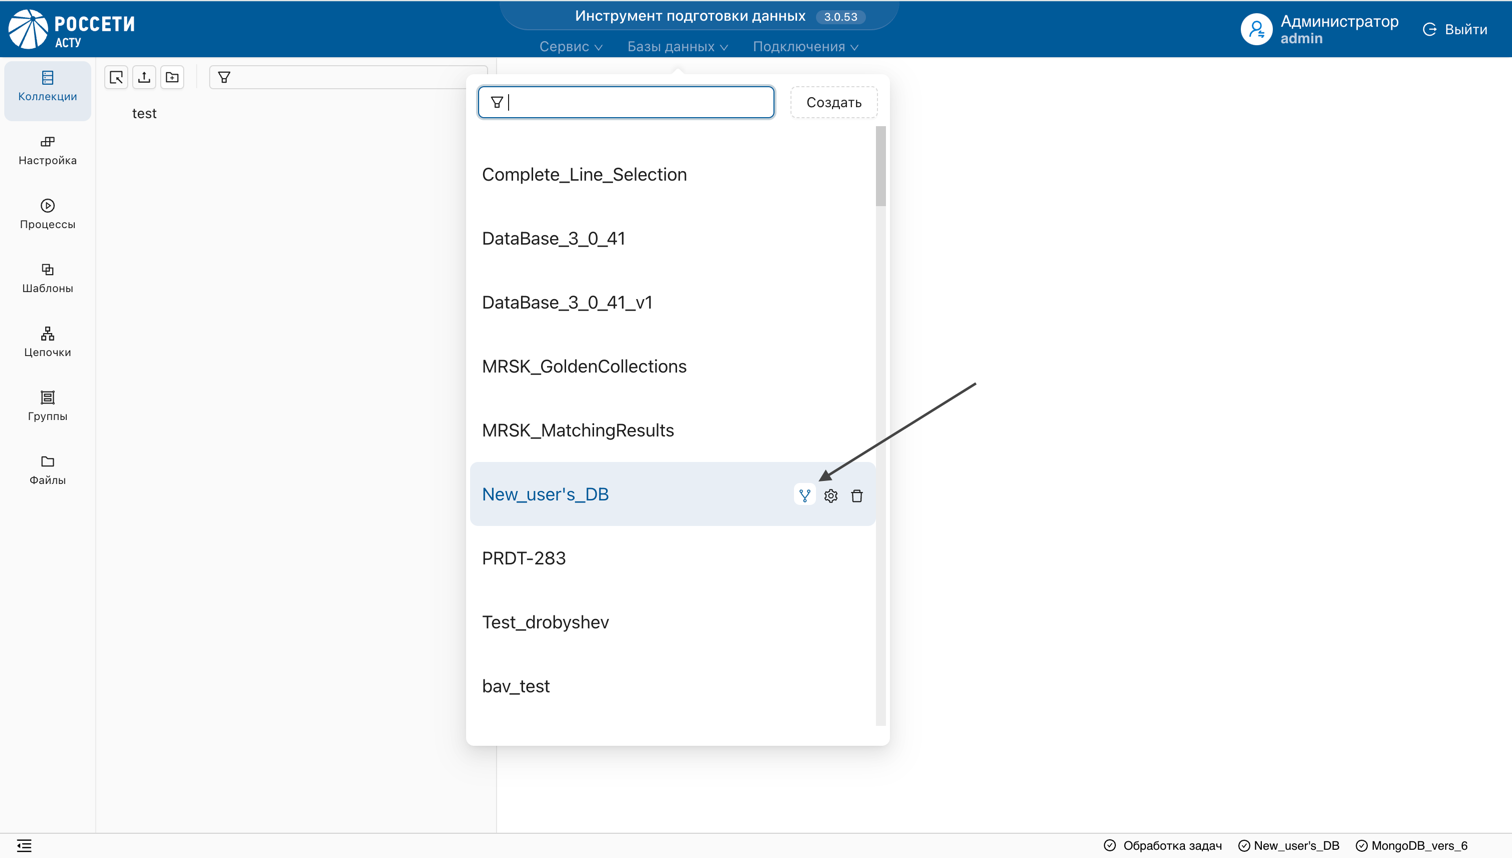 РОССЕТИ
АСТУ
Инструмент подготовки данных 3.0.53
Сервис Базы данных Подключения
Администратор
admin
Выйти
Коллекции
Настройка
Процессы
Шаблоны
Цепочки
Группы
Файлы
test
Создать
Complete_Line_Selection
DataBase_3_0_41
DataBase_3_0_41_v1
MRSK_GoldenCollections
MRSK_MatchingResults
New_user's_DB
PRDT-283
Test_drobyshev
bav_test
Обработка задач New_user's_DB MongoDB_vers_6